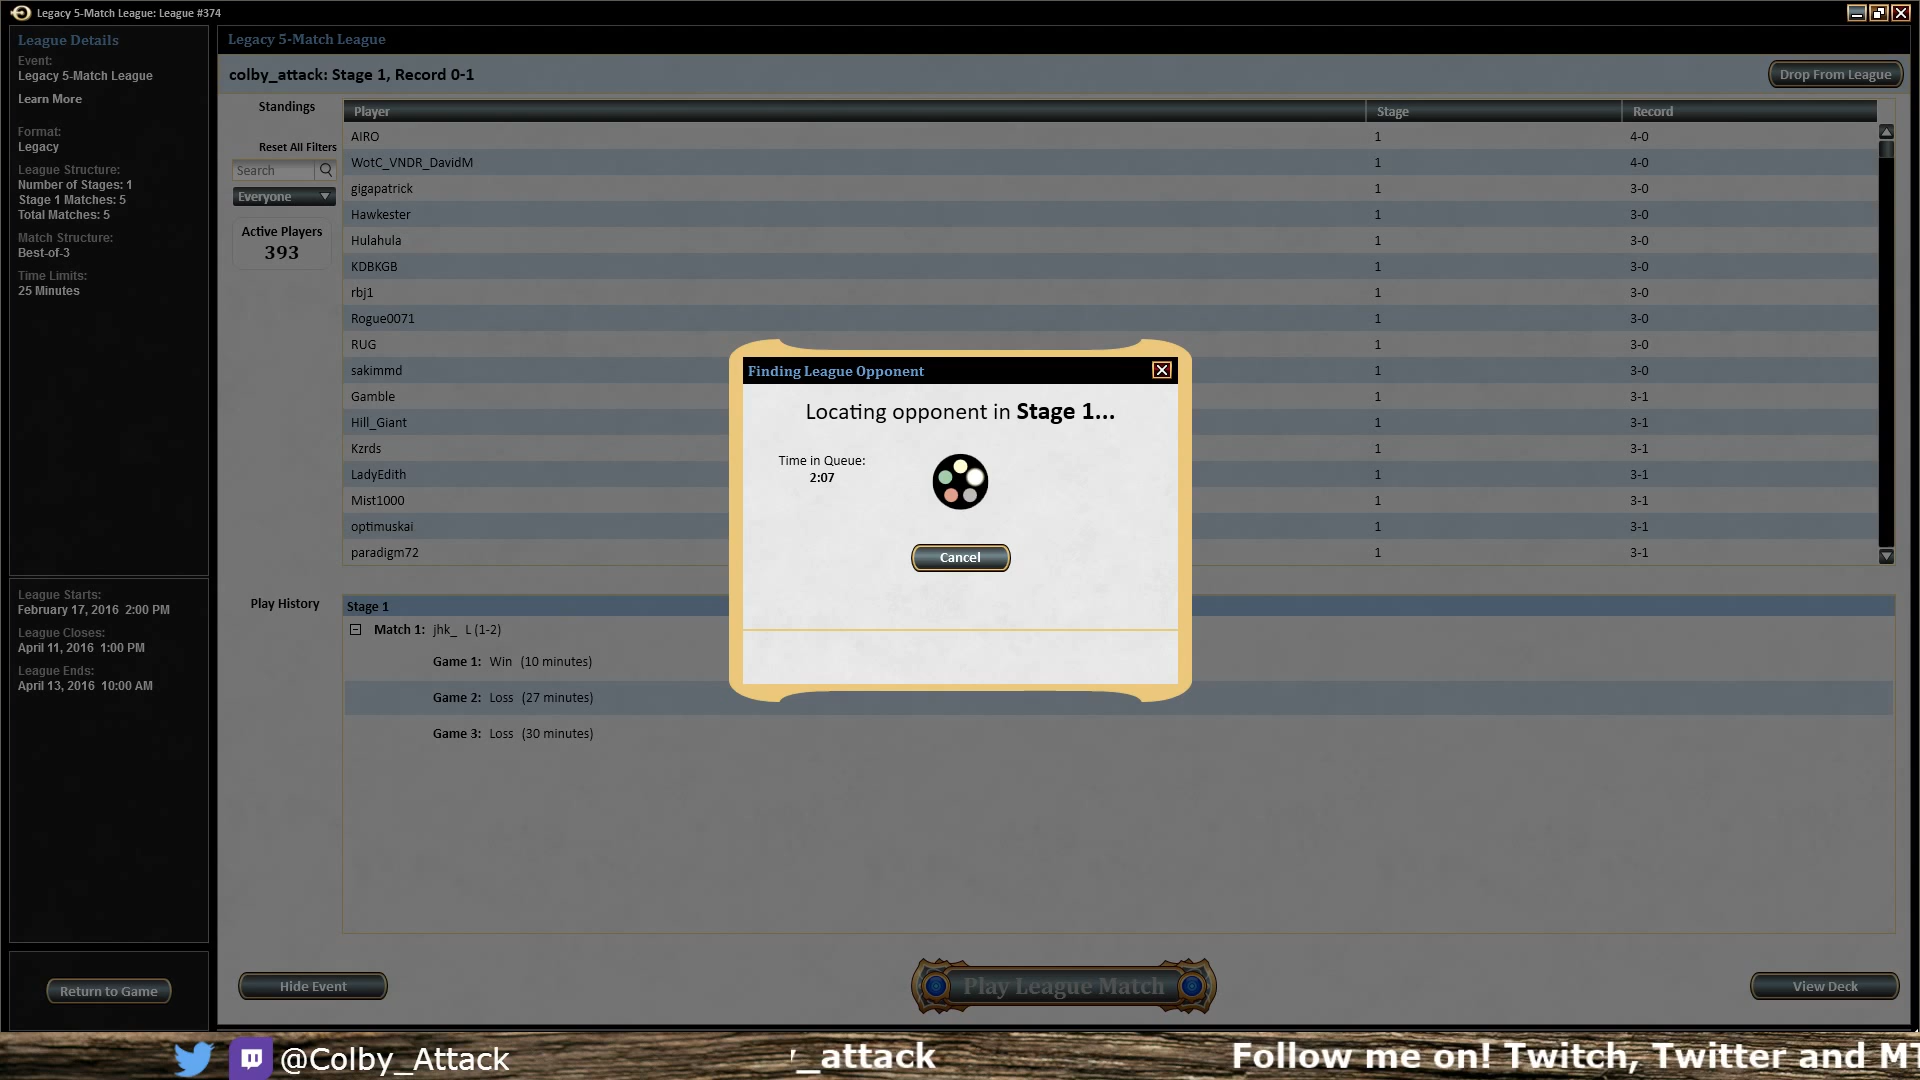 Legacy 5-Match League: League #374
League Details
Event:
Legacy 5-Match League
Learn More
Format:
Legacy
League Structure:
Number of Stages: 1
Stage 1 Matches: 5
Total Matches: 5
Match Structure:
Best-of-3
Time Limits:
25 Minutes
League Starts:
February 17, 2016 2:00 PM
League Closes:
April 11, 2016 1:00 PM
League Ends:
April 13, 2016 10:00 AM
Return to Game
Legacy 5-Match League
colby_attack: Stage 1, Record 0-1
Drop From League
Standings
Reset All Filters
Search
Everyone
Active Players
393
Player Stage Record
AIRO 1 4-0
WotC_VNDR_DavidM 1 4-0
gigapatrick 1 3-0
Hawkester 1 3-0
Hulahula 1 3-0
KDBKGB 1 3-0
rbj1 1 3-0
Rogue0071 1 3-0
RUG 1 3-0
sakimmd 1 3-0
Gamble 1 3-1
Hill_Giant 1 3-1
Kzrds 1 3-1
LadyEdith 1 3-1
Mist1000 1 3-1
optimuskai 1 3-1
paradigm72 1 3-1
Finding League Opponent
Locating opponent in Stage 1...
Time in Queue:
2:07
Cancel
Play History
Stage 1
Match 1: jhk_ L (1-2)
Game 1: Win (10 minutes)
Game 2: Loss (27 minutes)
Game 3: Loss (30 minutes)
Hide Event
Play League Match
View Deck
@Colby_Attack
_attack
Follow me on! Twitch, Twitter and MT